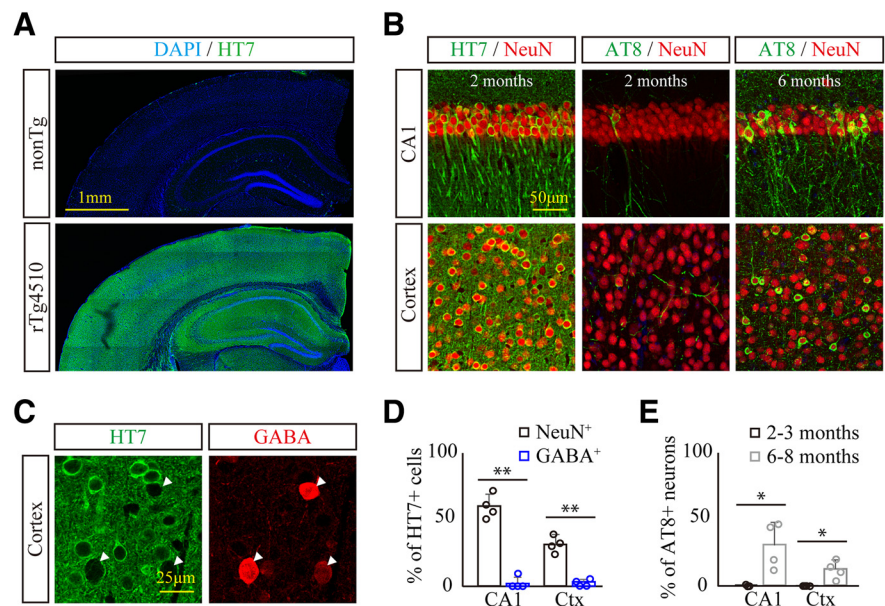 A
DAPI / HT7
nonTg
1mm
rTg4510
B
HT7 / NeuN
AT8 / NeuN
AT8 / NeuN
2 months
2 months
6 months
CA1
50μm
Cortex
C
HT7
GABA
Cortex
25μm
D
NeuN+
GABA+
% of HT7+ cells
100
50
0
**
**
CA1
Ctx
E
2-3 months
6-8 months
% of AT8+ neurons
100
50
0
*
*
CA1
Ctx